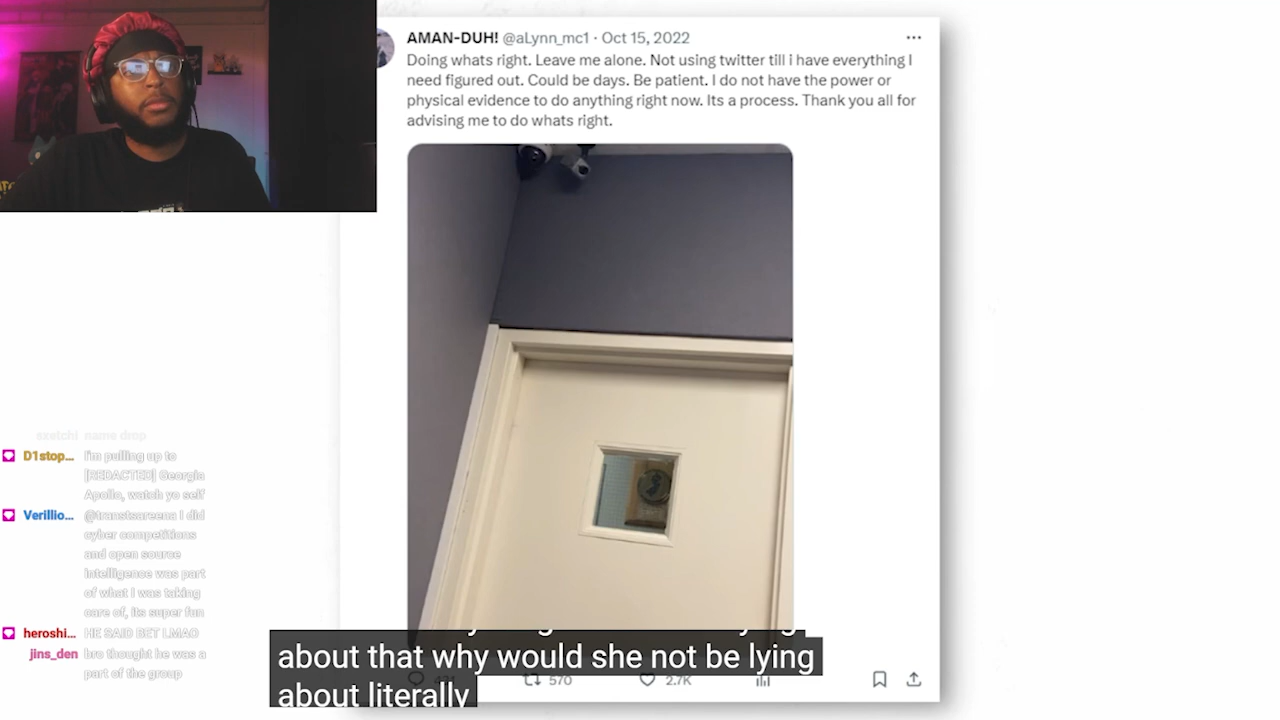 AMAN-DUH! @aLynn_mc1 · Oct 15, 2022
Doing whats right. Leave me alone. Not using twitter till i have everything I
need figured out. Could be days. Be patient. I do not have the power or
physical evidence to do anything right now. Its a process. Thank you all for
advising me to do whats right.
sxetchi name drop
D1stop... I'm pulling up to
[REDACTED] Georgia
Apollo, watch yo self
Verillio... @transtsareena I did
cyber competitions
and open source
intelligence was part
of what I was taking
care of, its super fun
heroshi... HE SAID BET LMAO
jins_den bro thought he was a
part of the group
about that why would she not be lying
about literally
570 2.7K